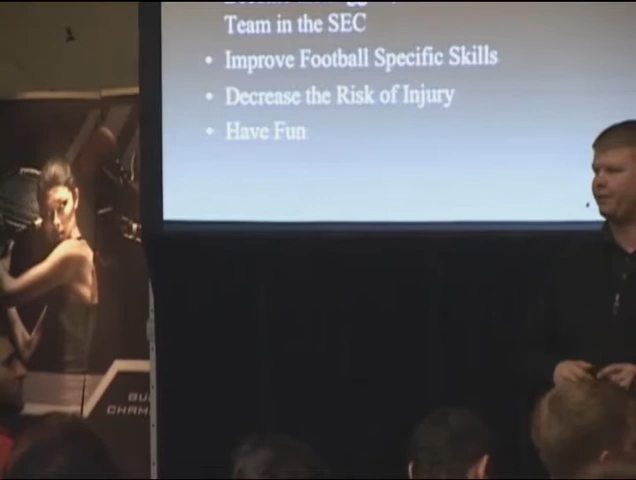 Team in the SEC
• Improve Football Specific Skills
• Decrease the Risk of Injury
• Have Fun